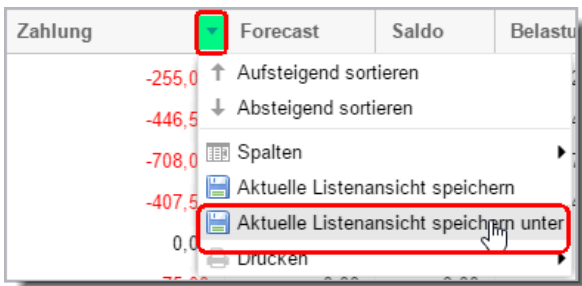 Zahlung Forecast Saldo Belastu
-255,0 Aufsteigend sortieren
-446,5 Absteigend sortieren
-708,0 Spalten
-407,5 Aktuelle Listenansicht speichern
Aktuelle Listenansicht speichern unter
0,0 Drucken